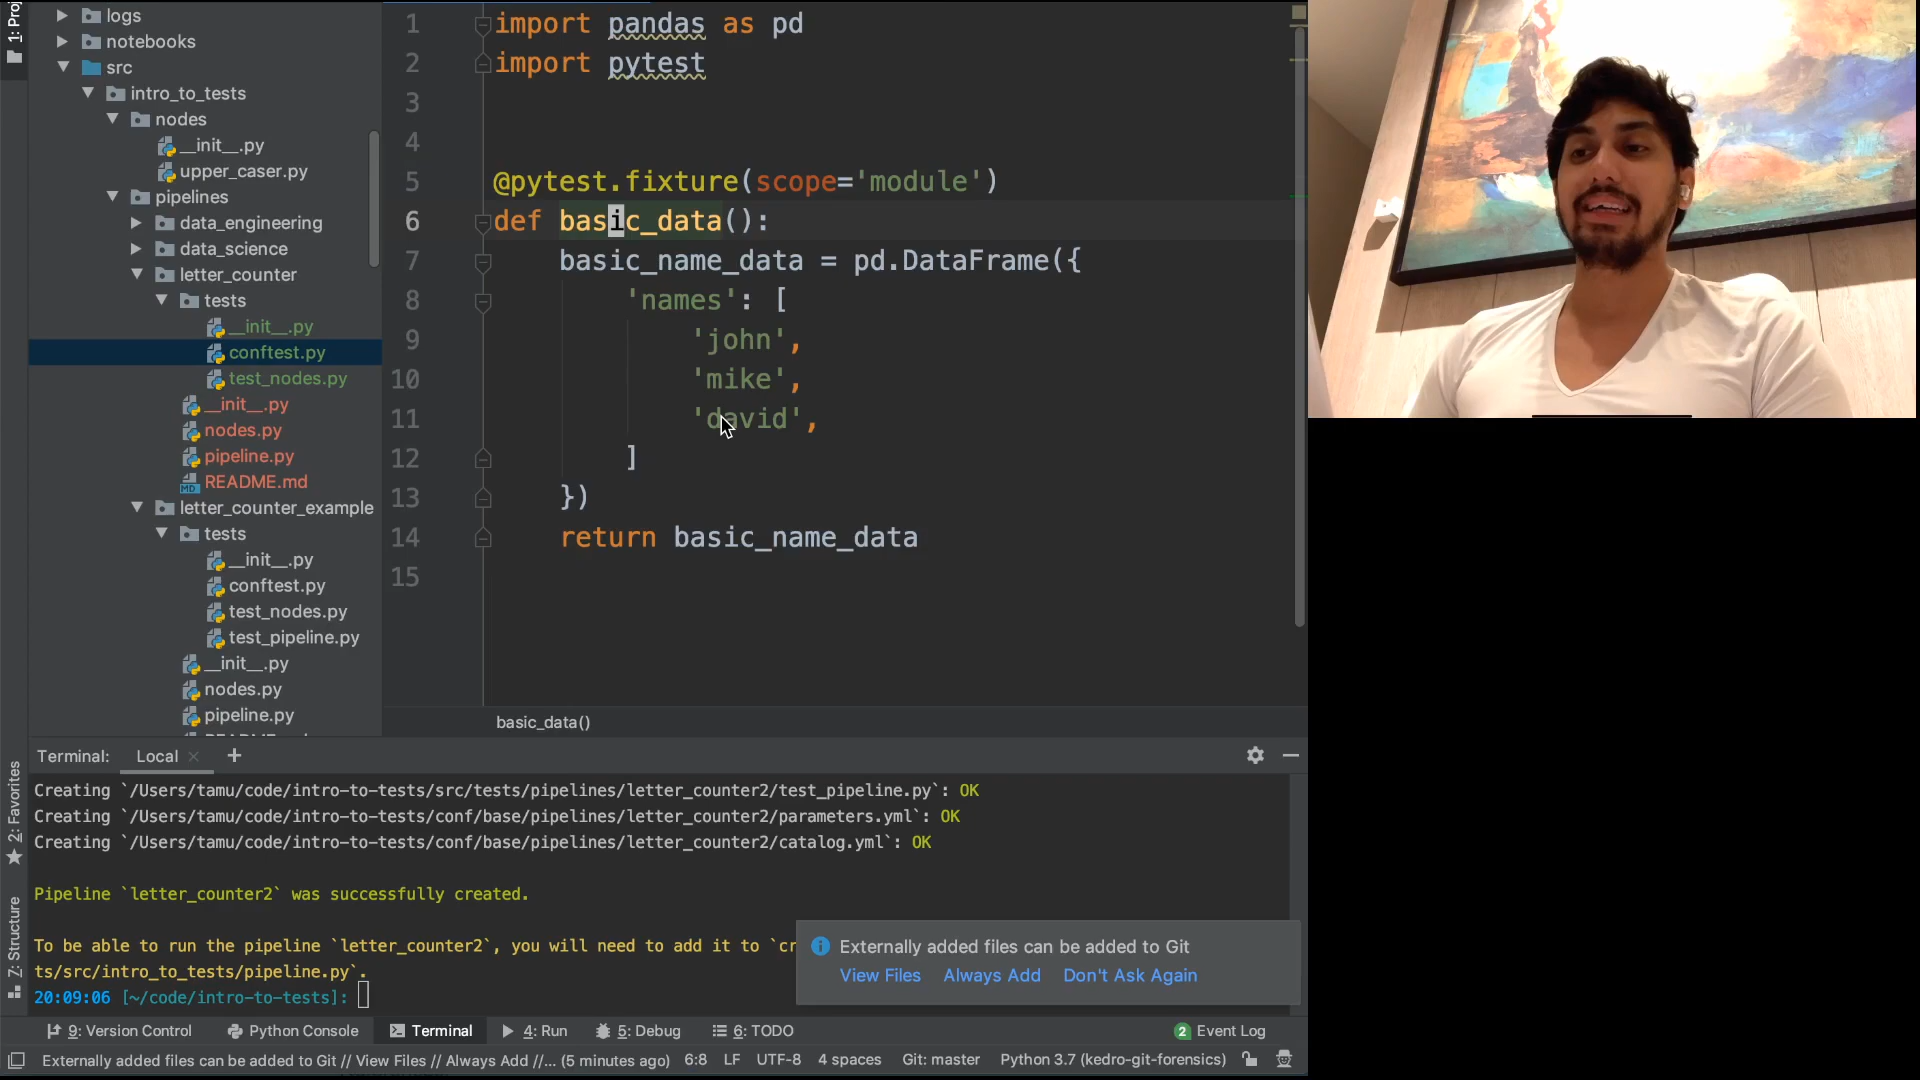 1: Proj
logs
notebooks
src
intro_to_tests
nodes
__init__.py
upper_caser.py
pipelines
data_engineering
data_science
letter_counter
tests
__init__.py
conftest.py
test_nodes.py
__init__.py
nodes.py
pipeline.py
README.md
letter_counter_example
tests
__init__.py
conftest.py
test_nodes.py
test_pipeline.py
__init__.py
nodes.py
pipeline.py
1 import pandas as pd
2 import pytest
3
4
5 @pytest.fixture(scope='module')
6 def basic_data():
7 basic_name_data = pd.DataFrame({
8 'names': [
9 'john',
10 'mike',
11 'david',
12 ]
13 })
14 return basic_name_data
15
basic_data()
Terminal: Local × +
Creating `/Users/tamu/code/intro-to-tests/src/tests/pipelines/letter_counter2/test_pipeline.py`: OK
Creating `/Users/tamu/code/intro-to-tests/conf/base/pipelines/letter_counter2/parameters.yml`: OK
Creating `/Users/tamu/code/intro-to-tests/conf/base/pipelines/letter_counter2/catalog.yml`: OK
Pipeline `letter_counter2` was successfully created.
To be able to run the pipeline `letter_counter2`, you will need to add it to `cr
ts/src/intro_to_tests/pipeline.py`.
20:09:06 [~/code/intro-to-tests]:
Externally added files can be added to Git
View Files Always Add Don't Ask Again
2: Favorites
7: Structure
9: Version Control Python Console Terminal 4: Run 5: Debug 6: TODO 2 Event Log
Externally added files can be added to Git // View Files // Always Add //... (5 minutes ago) 6:8 LF UTF-8 4 spaces Git: master Python 3.7 (kedro-git-forensics)